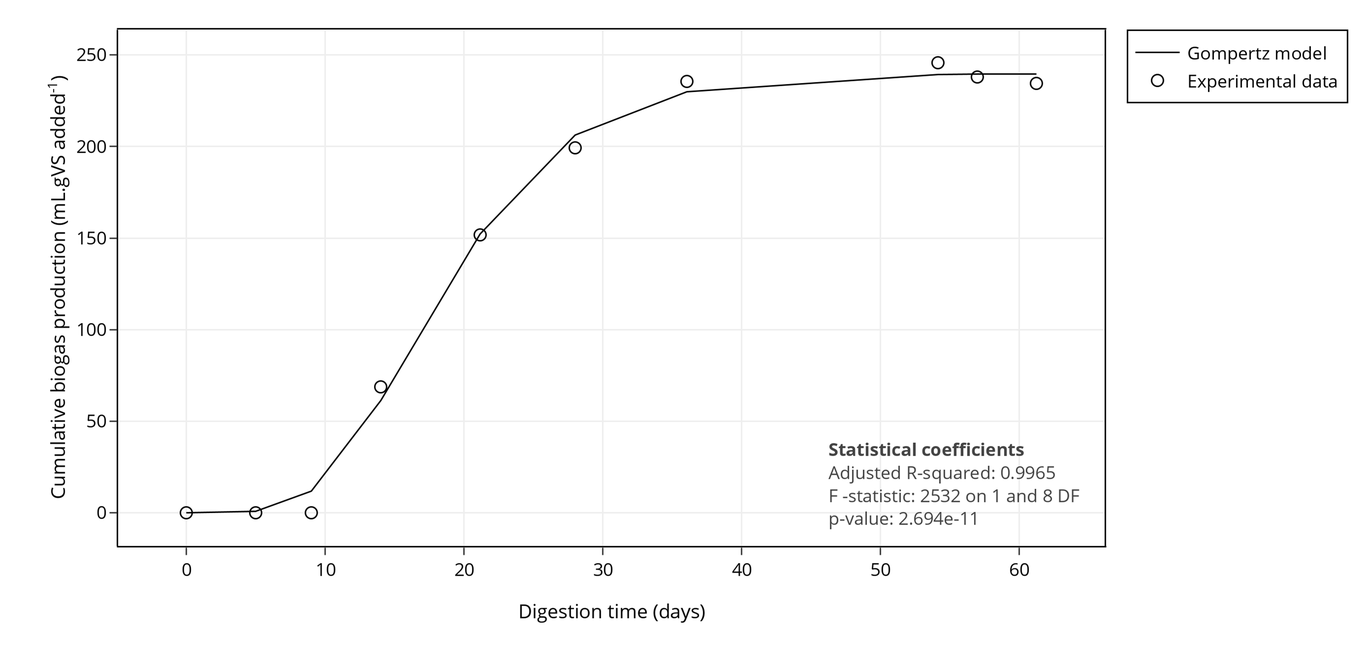 250
200
150
100
50
0
Cumulative biogas production (mL.gVS added⁻¹)
0 10 20 30 40 50 60
Digestion time (days)
Gompertz model
Experimental data
Statistical coefficients
Adjusted R-squared: 0.9965
F -statistic: 2532 on 1 and 8 DF
p-value: 2.694e-11